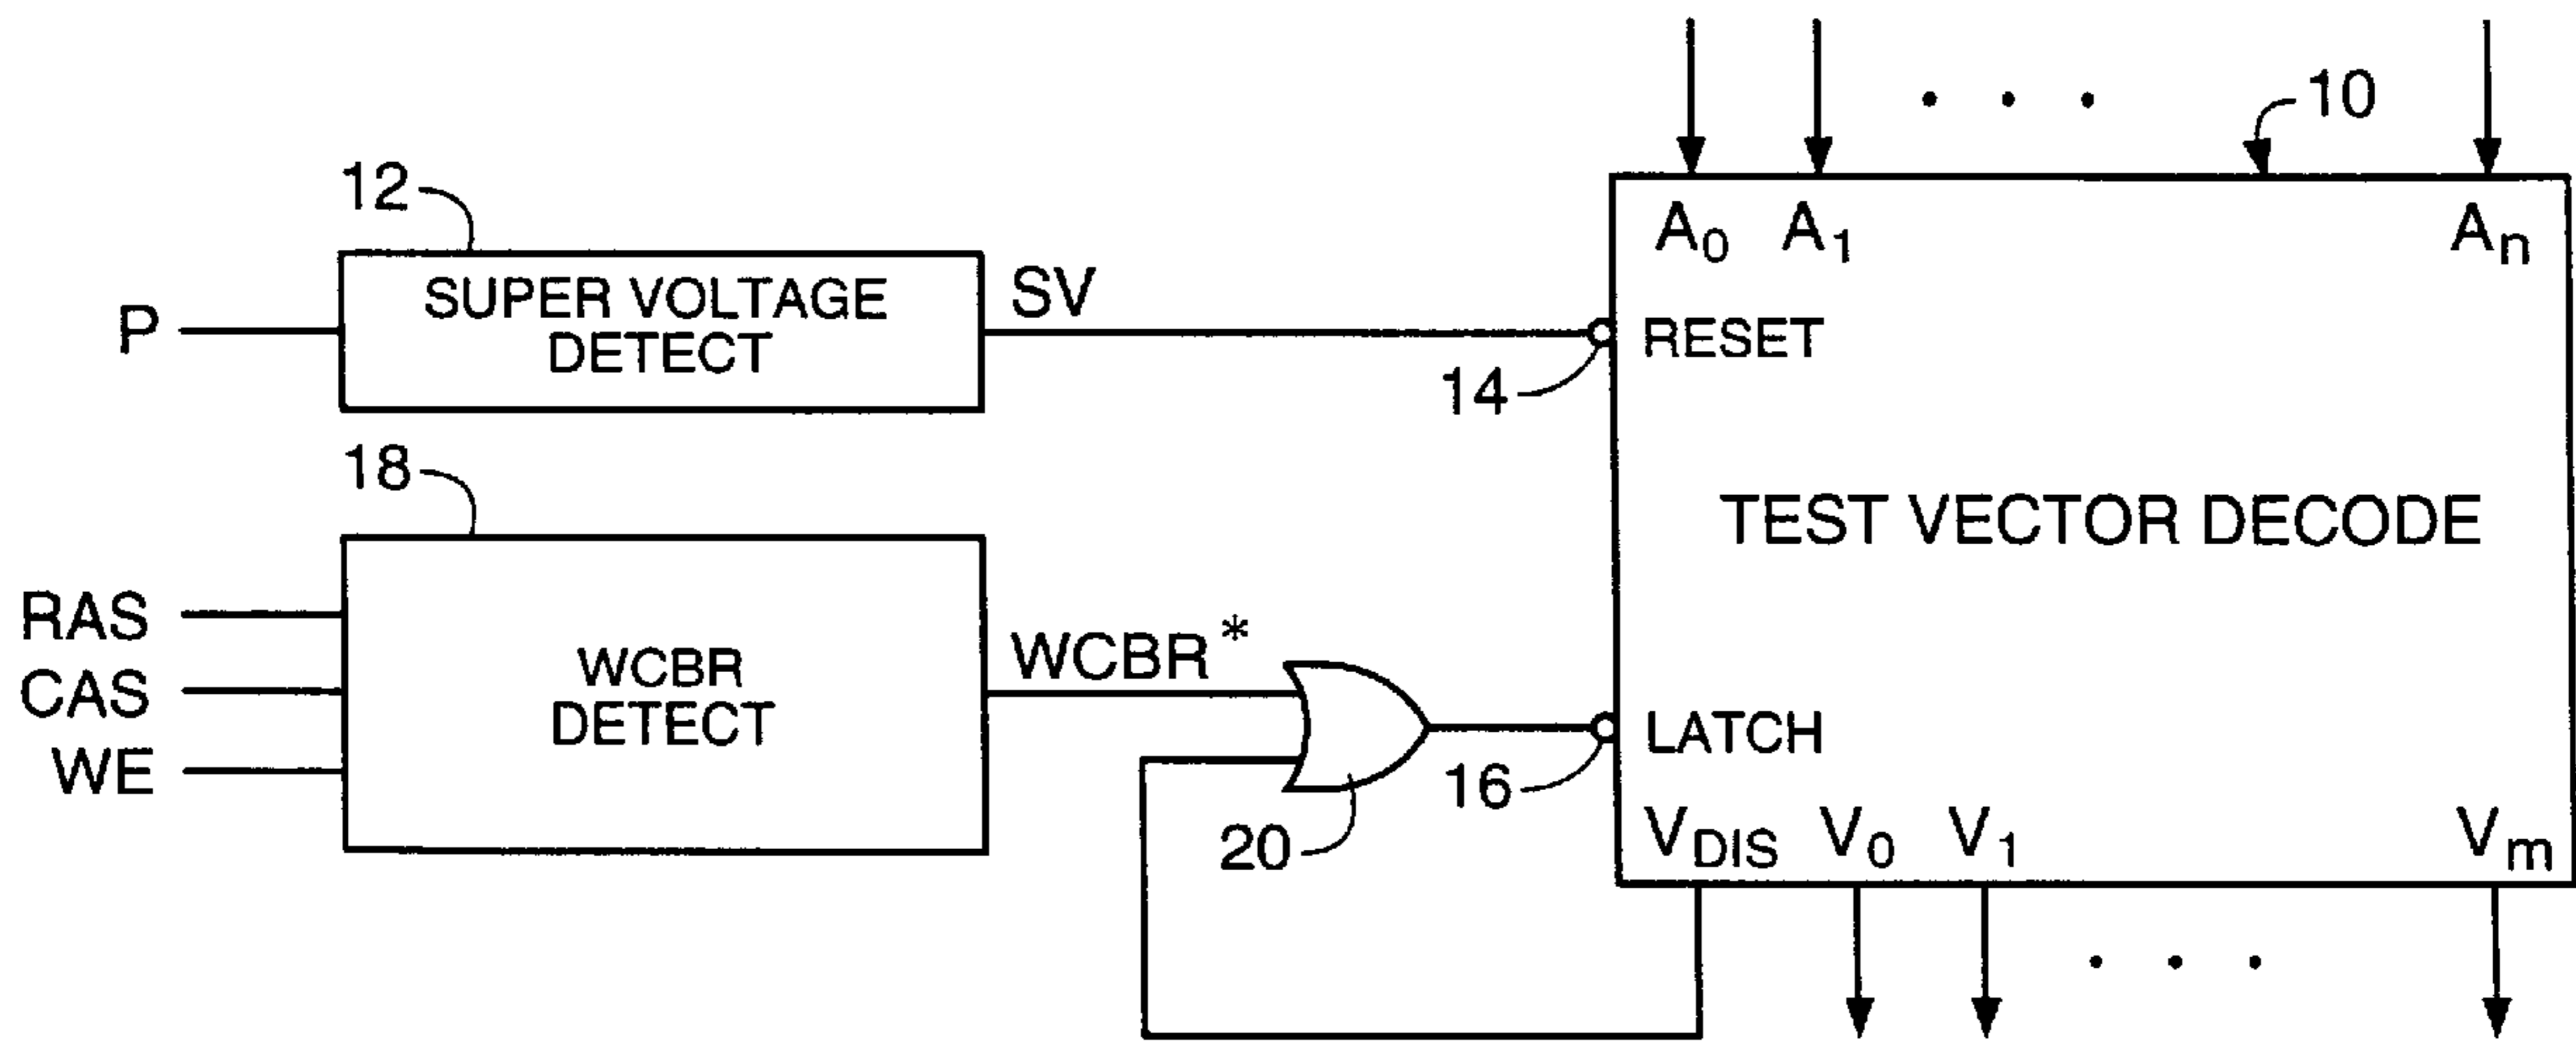 10
12
A0 A1 An
P
SUPER VOLTAGE
DETECT
SV
RESET
14
18
TEST VECTOR DECODE
RAS
CAS
WE
WCBR
DETECT
WCBR*
LATCH
16
20
VDIS V0 V1 Vm